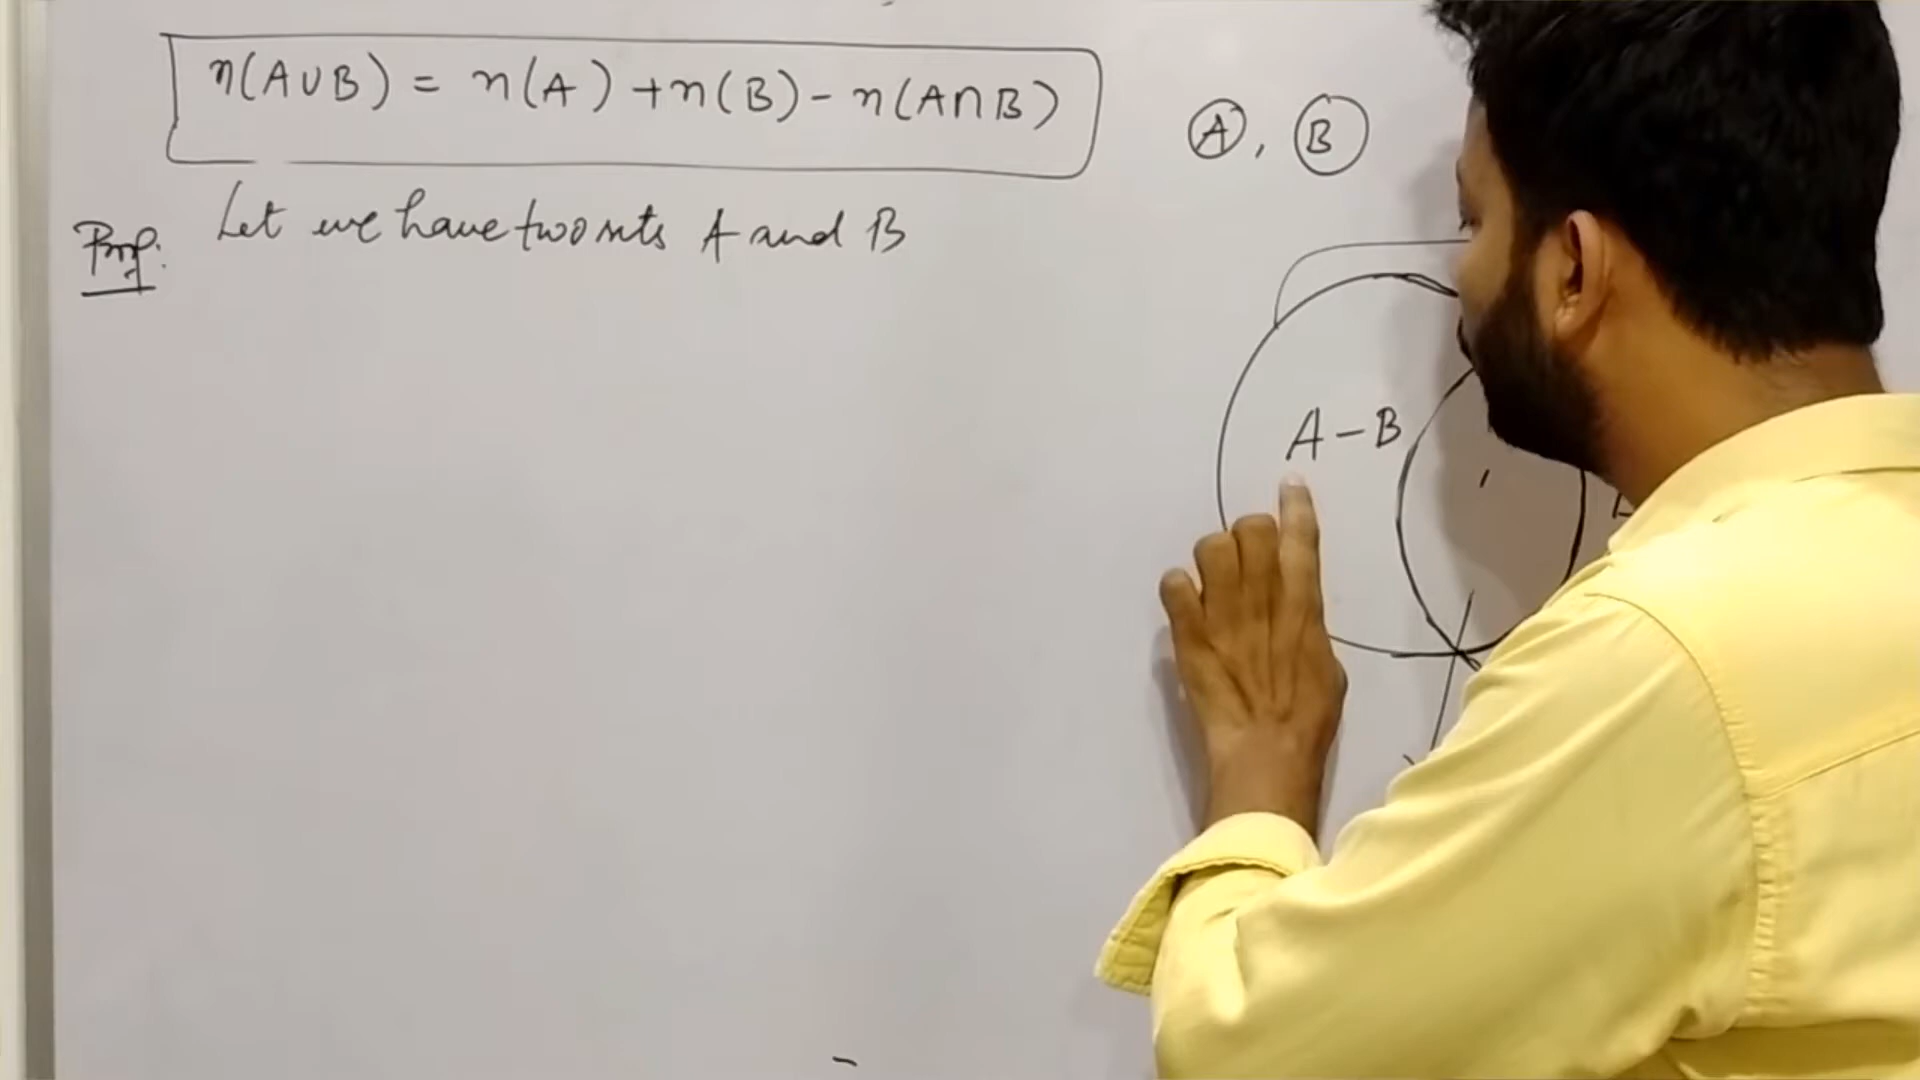 n(A∪B) = n(A) + n(B) - n(A∩B)
A, B
Prof: Let we have two sets A and B
A - B